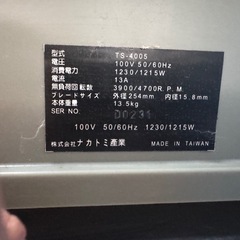 型式 TS-4005
電圧 100V 50/60Hz
消費電力 1230/1215W
電流 13A
無負荷回転数 3900/4700R.P.M
ブレードサイズ 外径254mm 内径15.8mm
本体重量 13.5kg
SER NO. D0231
100V 50/60Hz 1230/1215W
株式会社ナカトミ産業 MADE IN TAIWAN